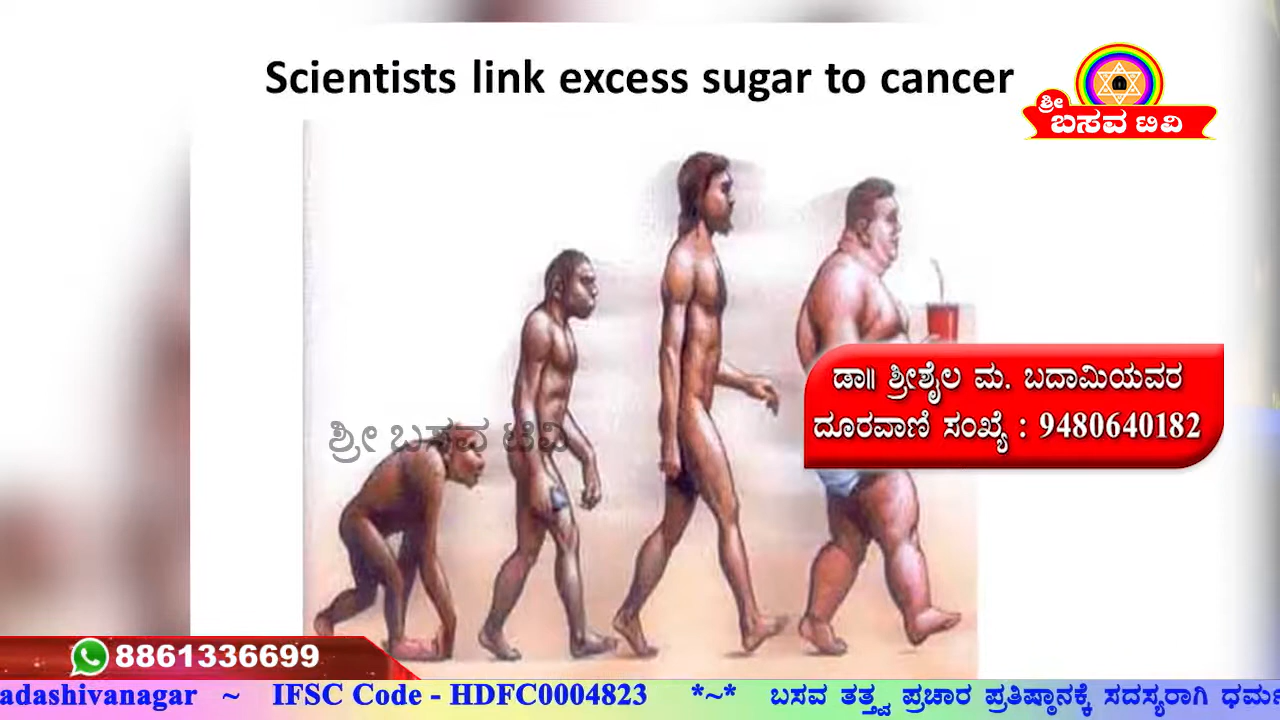 Scientists link excess sugar to cancer
ಶ್ರೀ
ಬಸವ ಟಿವಿ
ಡಾ॥ ಶ್ರೀಶೈಲ ಮ. ಬದಾಮಿಯವರ
ದೂರವಾಣಿ ಸಂಖ್ಯೆ : 9480640182
ಶ್ರೀ ಬಸವ ಟಿವಿ
8861336699
adashivanagar ~ IFSC Code - HDFC0004823 *~* ಬಸವ ತತ್ತ್ವ ಪ್ರಚಾರ ಪ್ರತಿಷ್ಠಾನಕ್ಕೆ ಸದಸ್ಯರಾಗಿ